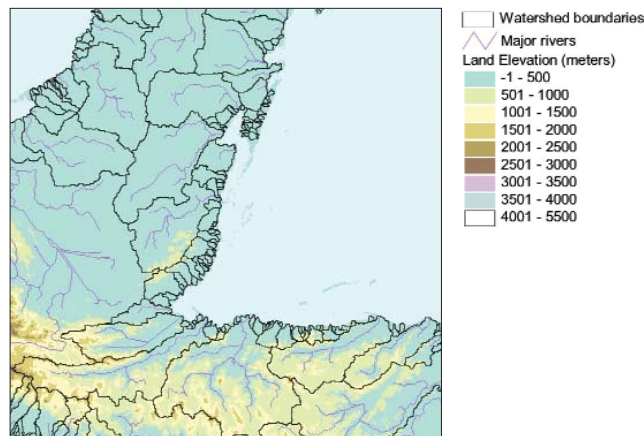 Watershed boundaries
Major rivers
Land Elevation (meters)
-1 - 500
501 - 1000
1001 - 1500
1501 - 2000
2001 - 2500
2501 - 3000
3001 - 3500
3501 - 4000
4001 - 5500